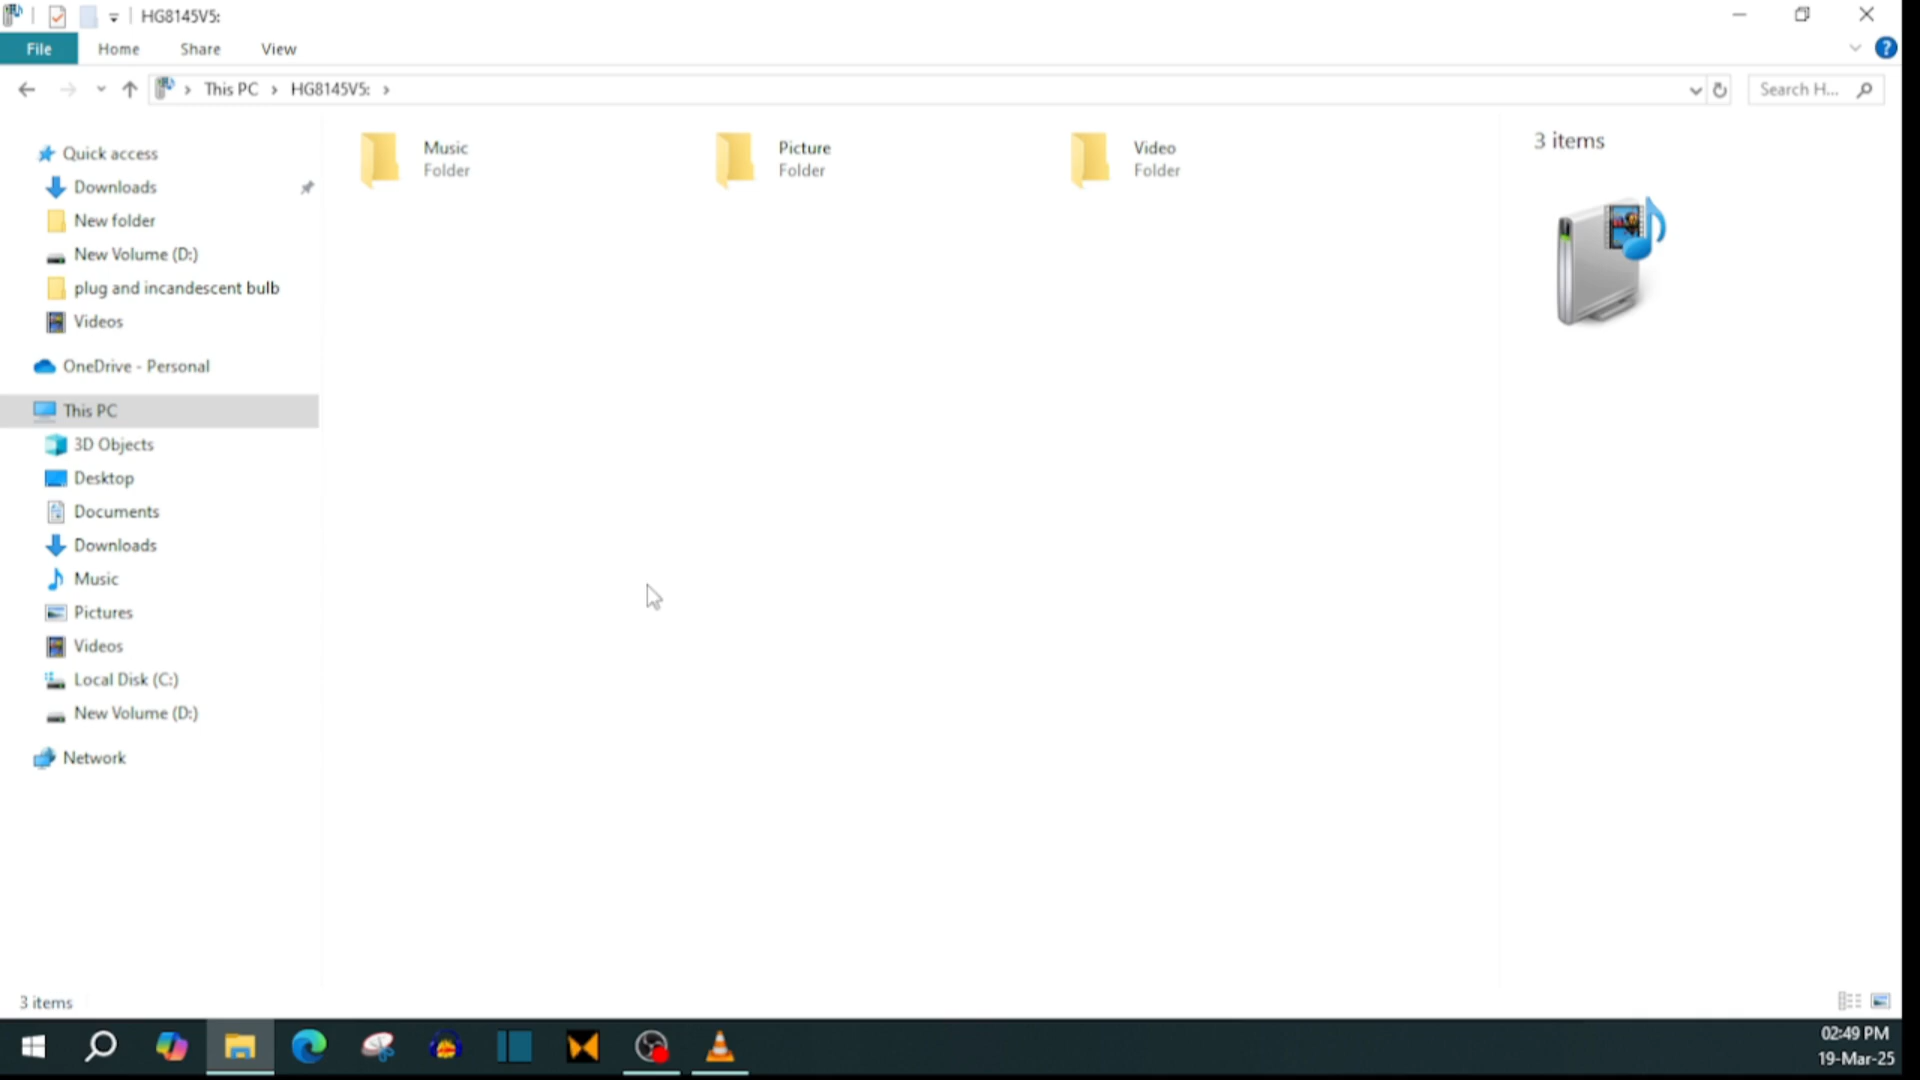 HG8145V5:
File Home Share View
This PC HG8145V5:
Search H...
Quick access
Downloads
New folder
New Volume (D:)
plug and incandescent bulb
Videos
OneDrive - Personal
This PC
3D Objects
Desktop
Documents
Downloads
Music
Pictures
Videos
Local Disk (C:)
New Volume (D:)
Network
Music
Folder
Picture
Folder
Video
Folder
3 items
3 items
02:49 PM
19-Mar-25